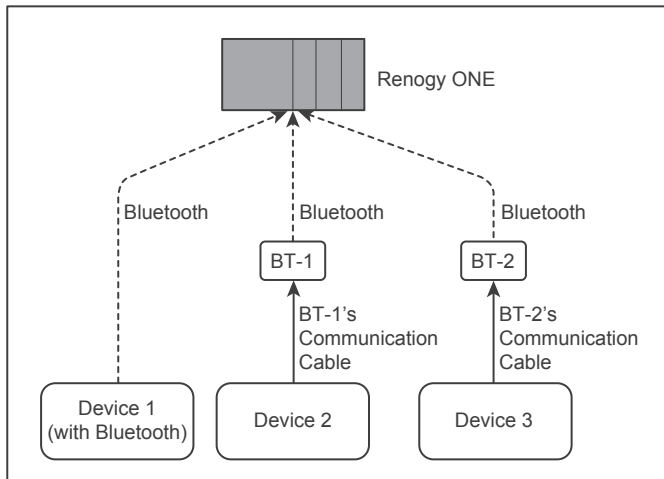 Renogy ONE
Bluetooth
Bluetooth
Bluetooth
BT-1
BT-2
BT-1's
Communication
Cable
BT-2's
Communication
Cable
Device 1
(with Bluetooth)
Device 2
Device 3